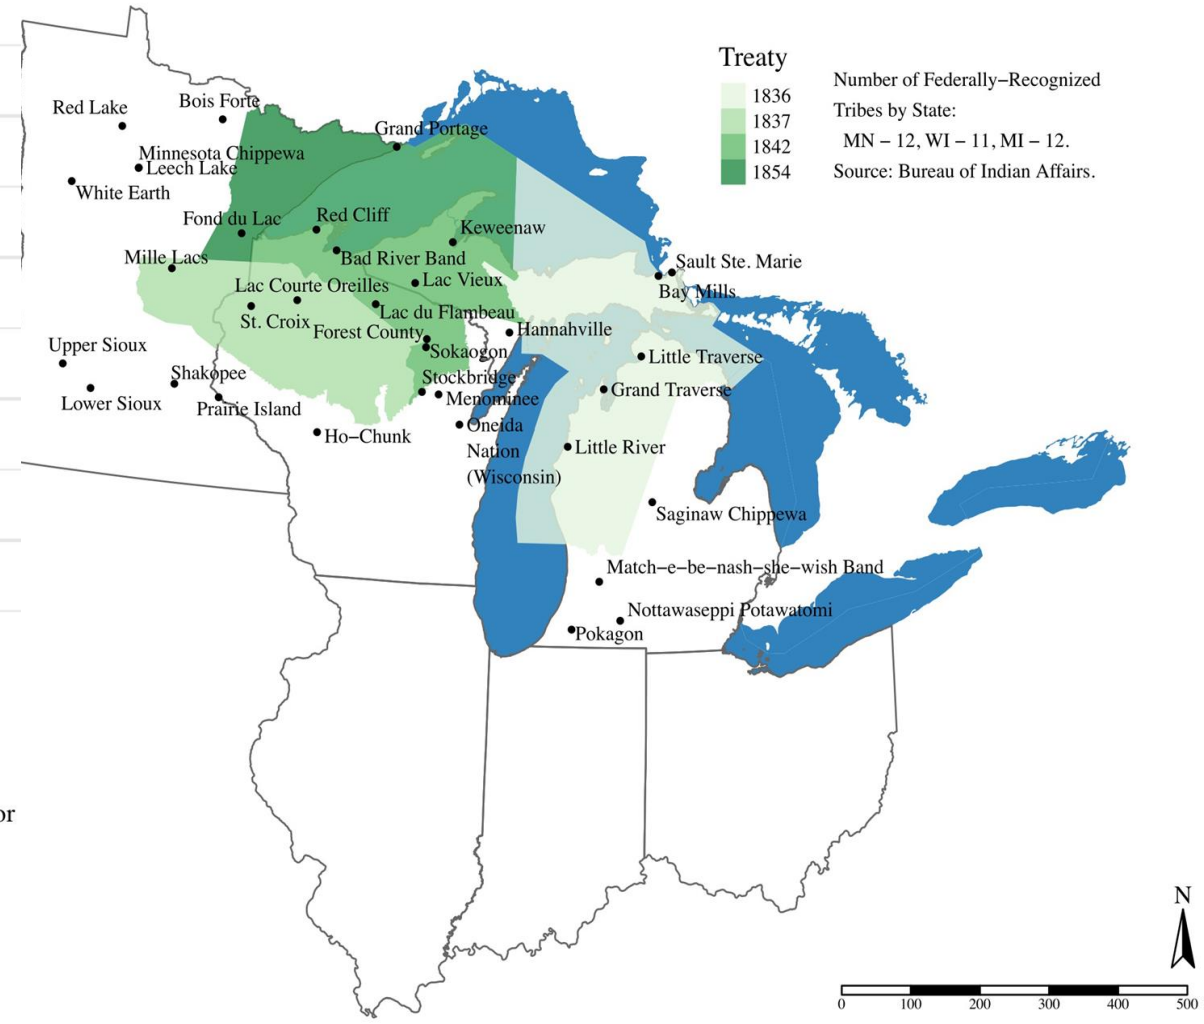 Treaty
1836
1837
1842
1854
Number of Federally−Recognized
Tribes by State:
MN − 12, WI − 11, MI − 12.
Source: Bureau of Indian Affairs.
Red Lake
Bois Forte
Grand Portage
Minnesota Chippewa
Leech Lake
White Earth
Fond du Lac
Red Cliff
Keweenaw
Mille Lacs
Bad River Band
Sault Ste. Marie
Lac Courte Oreilles
Lac Vieux
Bay Mills
St. Croix
Lac du Flambeau
Forest County
Hannahville
Upper Sioux
Sokaogon
Little Traverse
Shakopee
Stockbridge
Grand Traverse
Lower Sioux
Prairie Island
Menominee
Ho−Chunk
Oneida
Nation
(Wisconsin)
Little River
Saginaw Chippewa
Match−e−be−nash−she−wish Band
Nottawaseppi Potawatomi
Pokagon
or
N
0 100 200 300 400 500